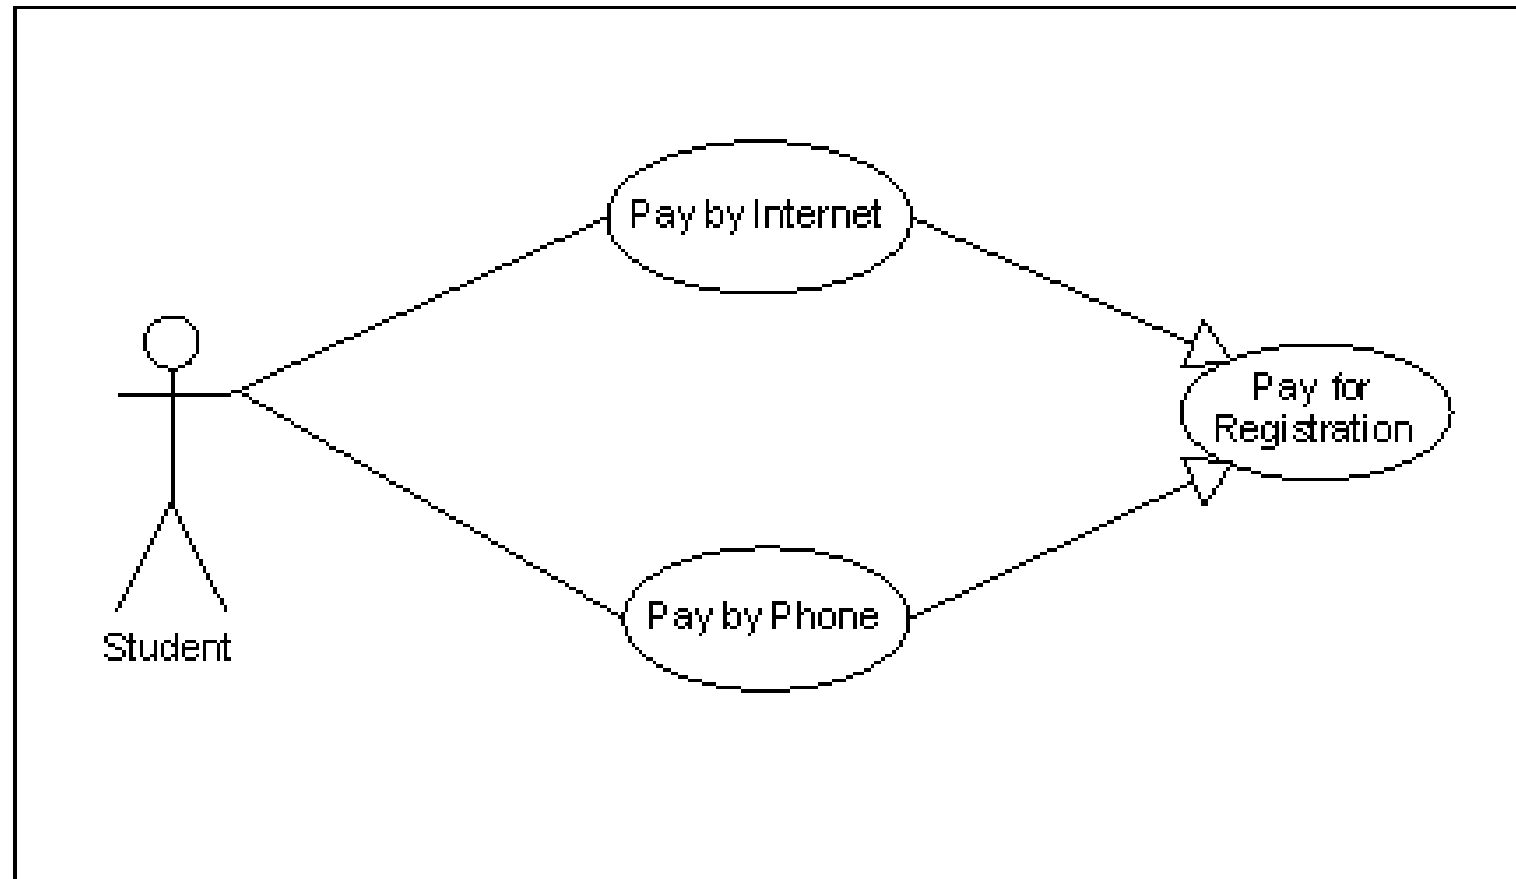 Pay by Internet
Pay for
Registration
Pay by Phone
Student